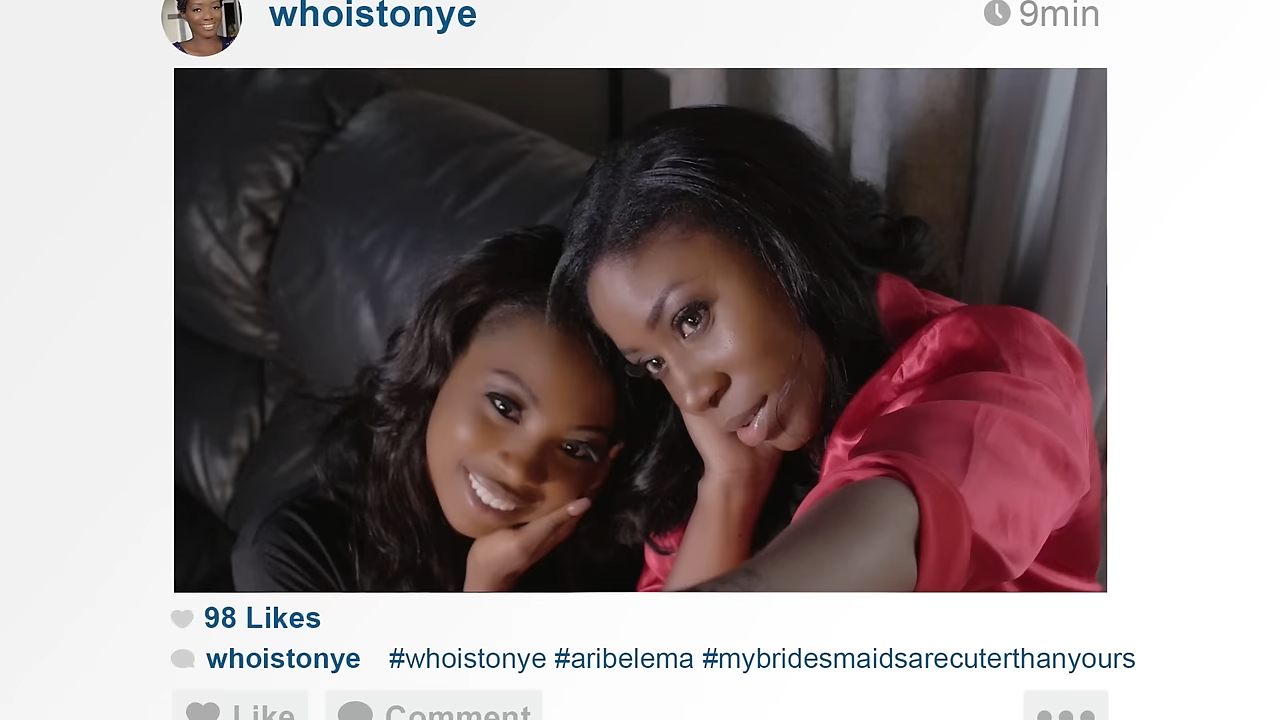 whoistonye 9min
98 Likes
whoistonye #whoistonye #aribelema #mybridesmaidsarecuterthanyours
Like Comment